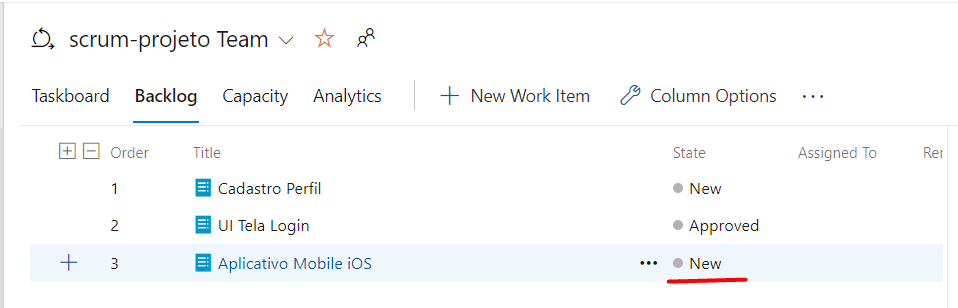 scrum-projeto Team
Taskboard Backlog Capacity Analytics New Work Item Column Options
Order Title State Assigned To Rer
1 Cadastro Perfil New
2 UI Tela Login Approved
3 Aplicativo Mobile iOS New